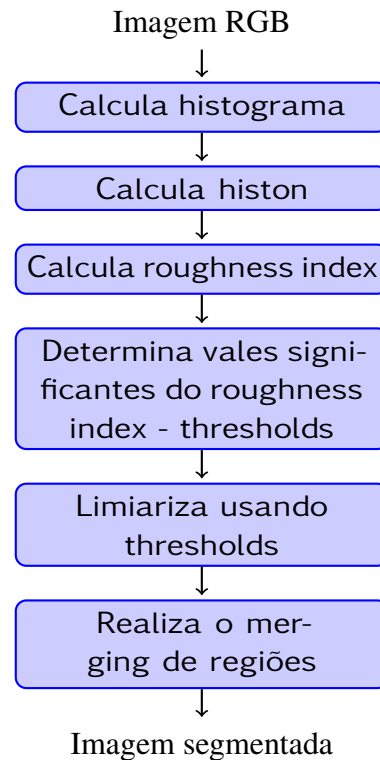 Imagem RGB
Calcula histograma
Calcula histon
Calcula roughness index
Determina vales signi-
ficantes do roughness
index - thresholds
Limiariza usando
thresholds
Realiza o mer-
ging de regiões
Imagem segmentada